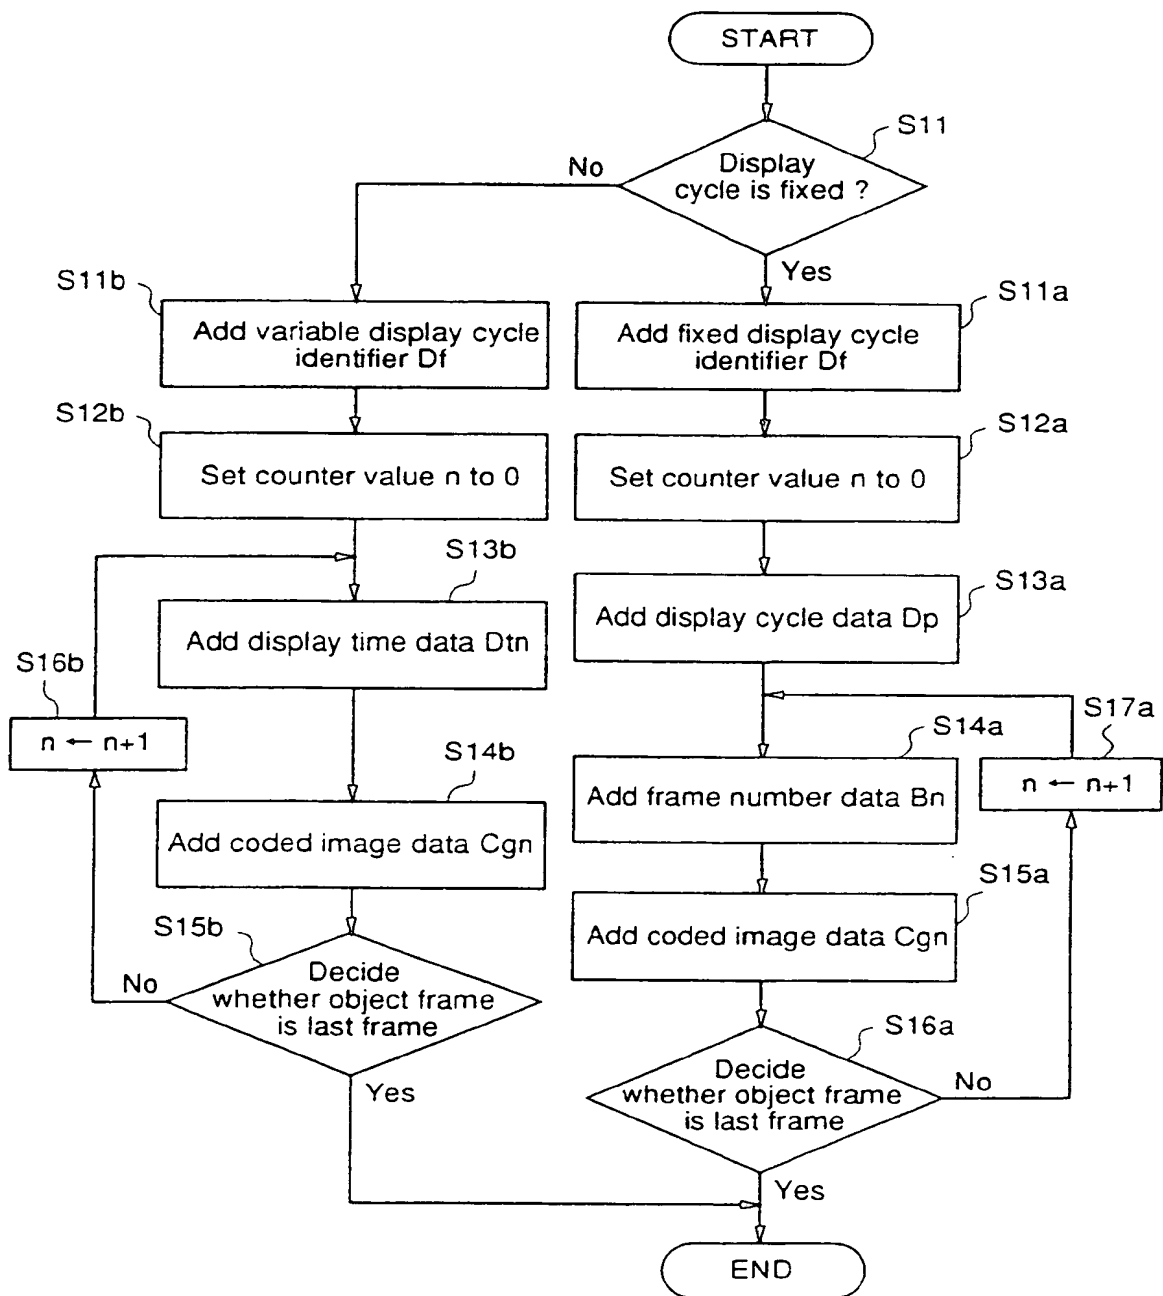 START
S11
Display
cycle is fixed ?
No
Yes
S11b
Add variable display cycle
identifier Df
S11a
Add fixed display cycle
identifier Df
S12b
Set counter value n to 0
S12a
Set counter value n to 0
S13b
Add display time data Dtn
S13a
Add display cycle data Dp
S16b
n ← n+1
S14b
Add coded image data Cgn
S17a
n ← n+1
S14a
Add frame number data Bn
S15a
Add coded image data Cgn
S15b
Decide
whether object frame
is last frame
No
Yes
S16a
Decide
whether object frame
is last frame
No
Yes
END